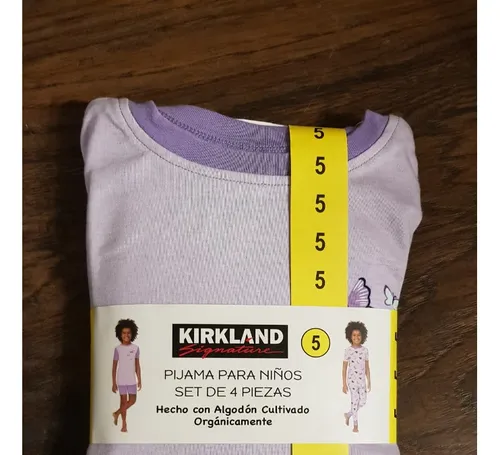 5
5
5
5
5
KIRKLAND
Signature
5
PIJAMA PARA NIÑOS
SET DE 4 PIEZAS
Hecho con Algodón Cultivado
Orgánicamente